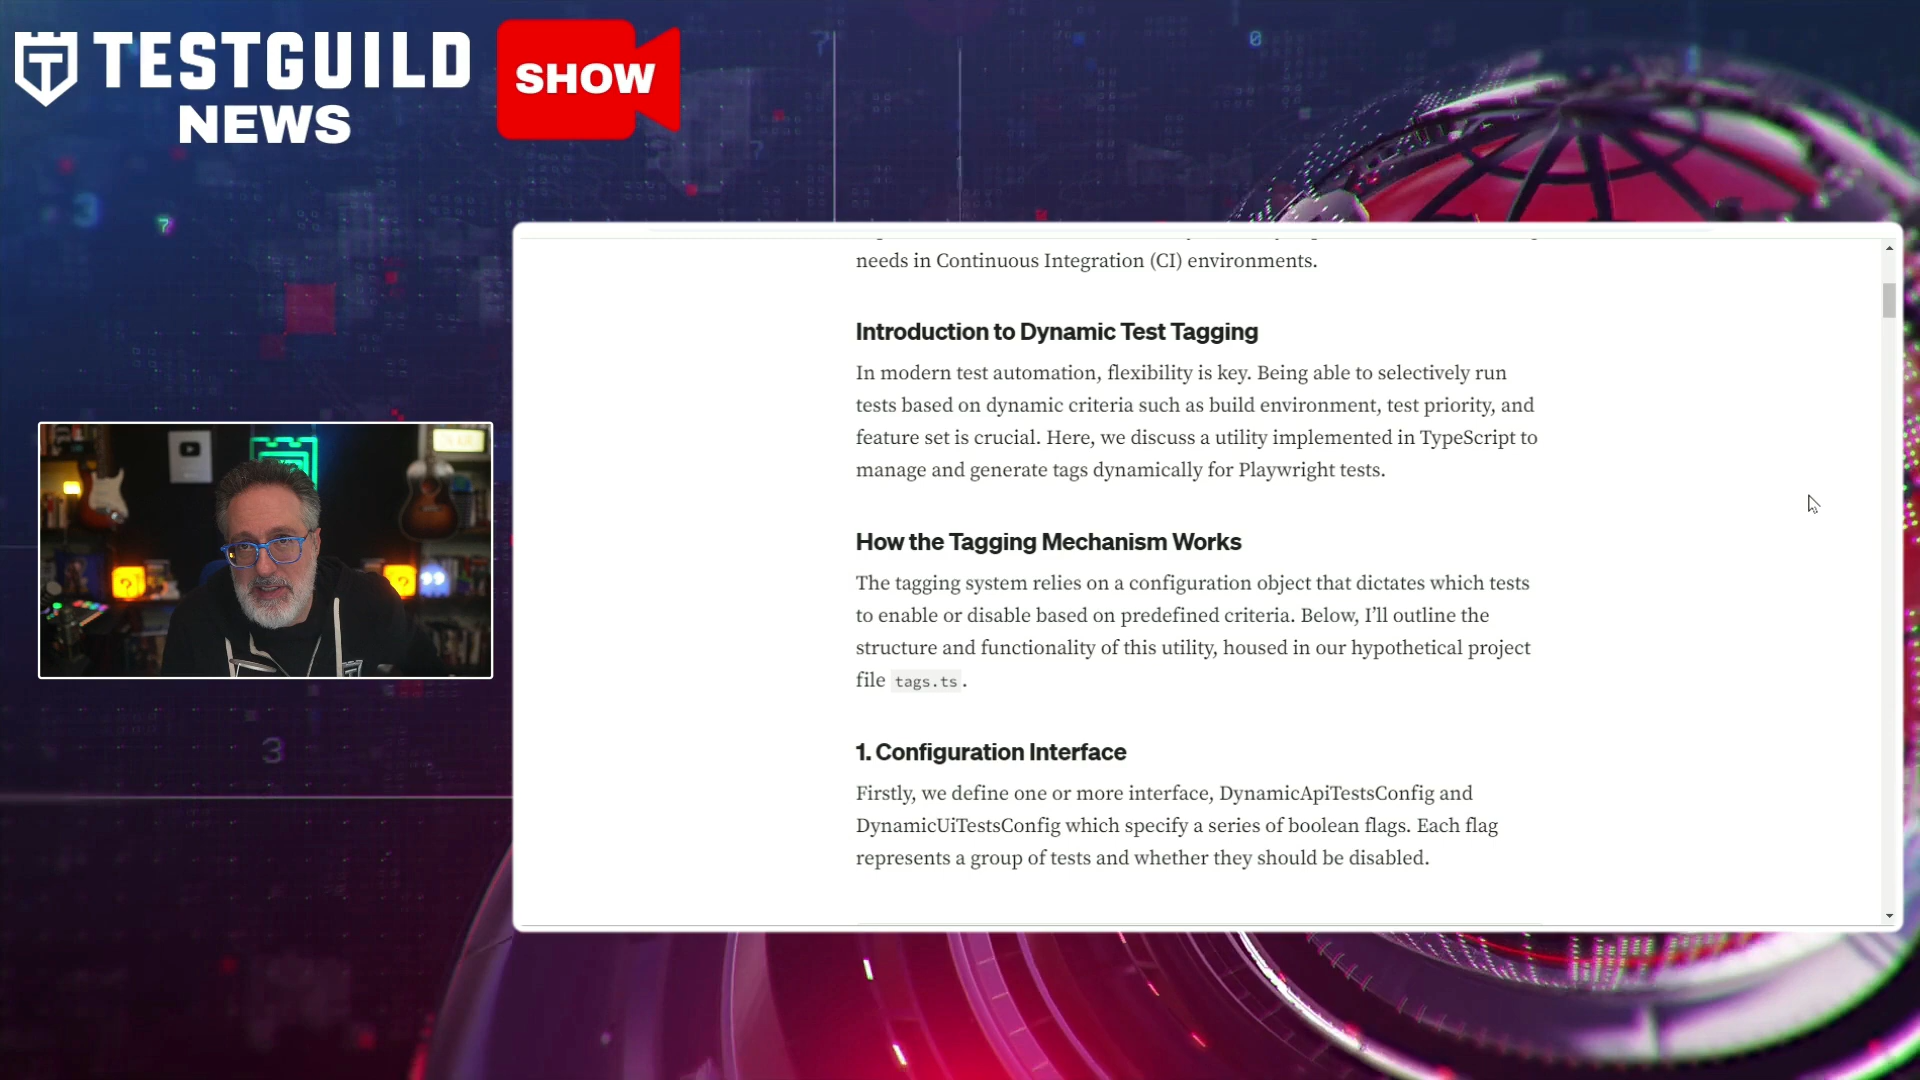 TESTGUILD
NEWS
SHOW
needs in Continuous Integration (CI) environments.
Introduction to Dynamic Test Tagging
In modern test automation, flexibility is key. Being able to selectively run
tests based on dynamic criteria such as build environment, test priority, and
feature set is crucial. Here, we discuss a utility implemented in TypeScript to
manage and generate tags dynamically for Playwright tests.
How the Tagging Mechanism Works
The tagging system relies on a configuration object that dictates which tests
to enable or disable based on predefined criteria. Below, I’ll outline the
structure and functionality of this utility, housed in our hypothetical project
file tags.ts.
1. Configuration Interface
Firstly, we define one or more interface, DynamicApiTestsConfig and
DynamicUiTestsConfig which specify a series of boolean flags. Each flag
represents a group of tests and whether they should be disabled.
3
7
0
3